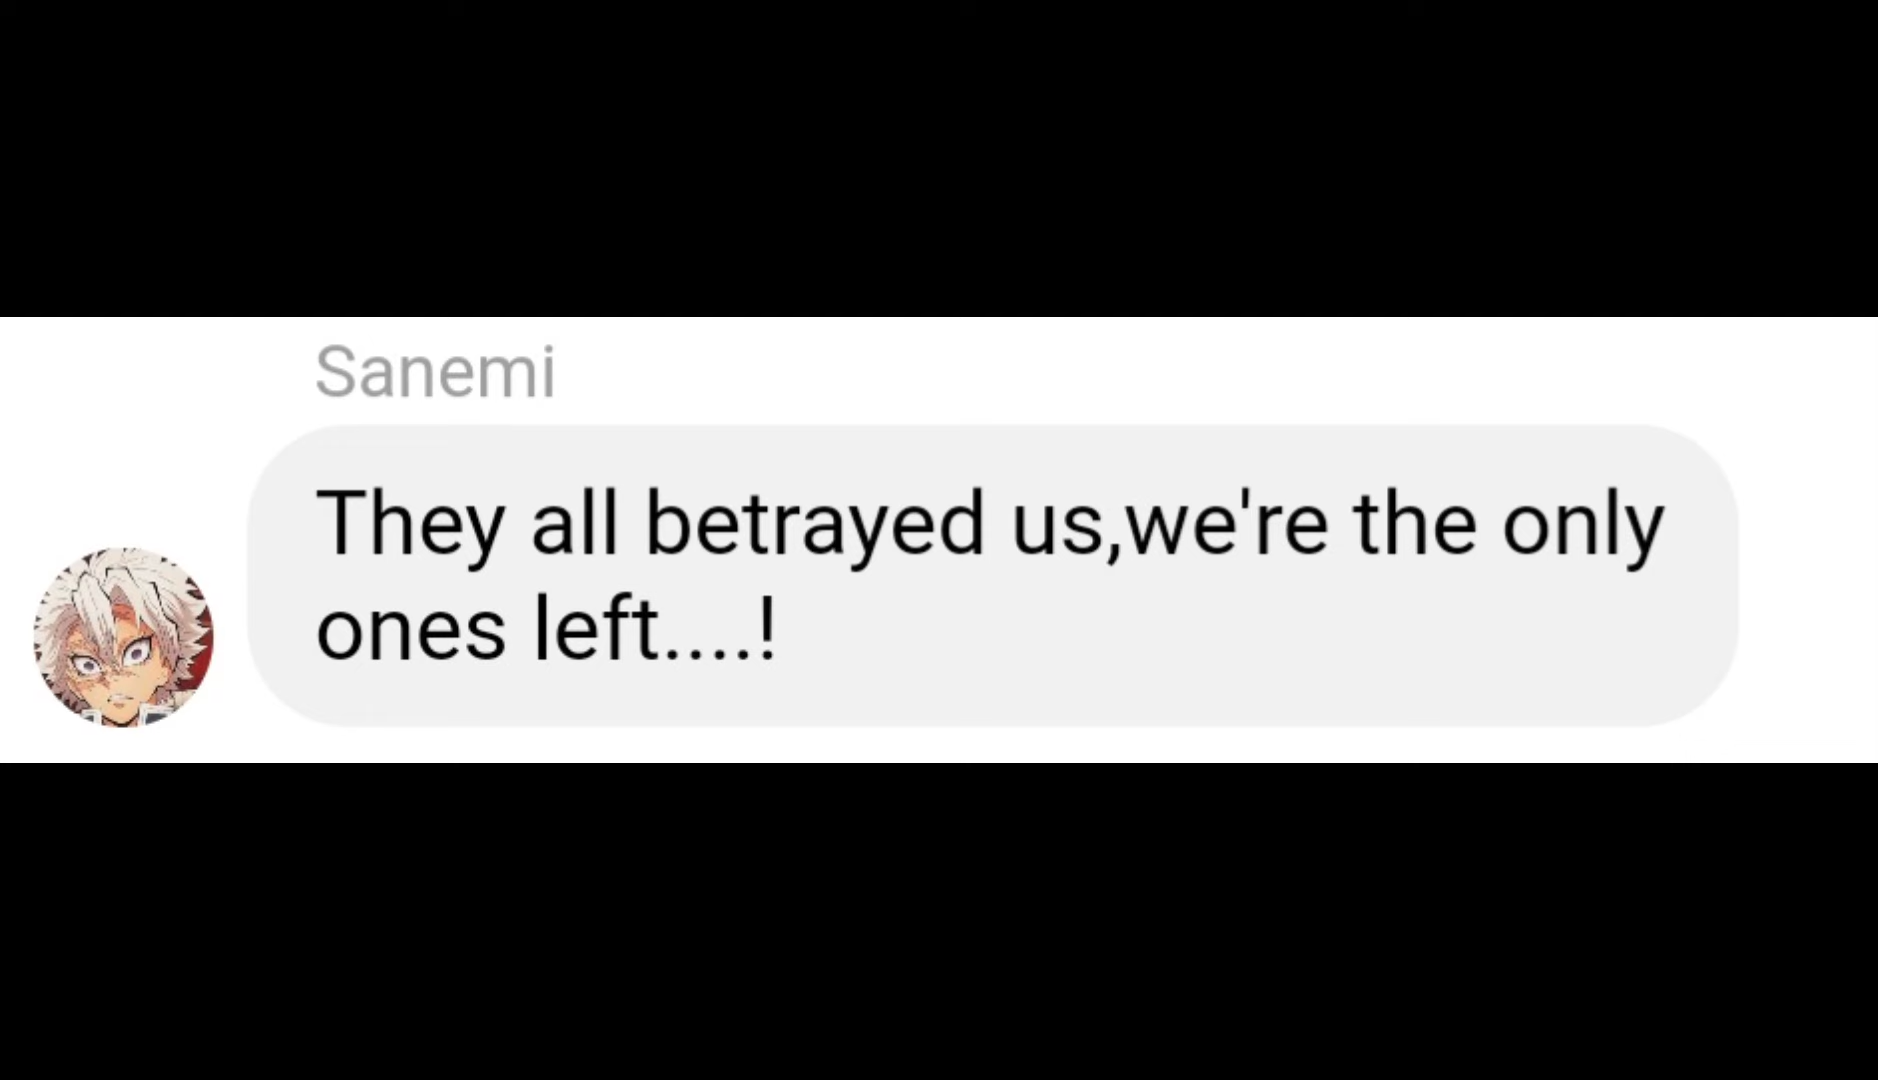 Sanemi
They all betrayed us,we're the only
ones left....!